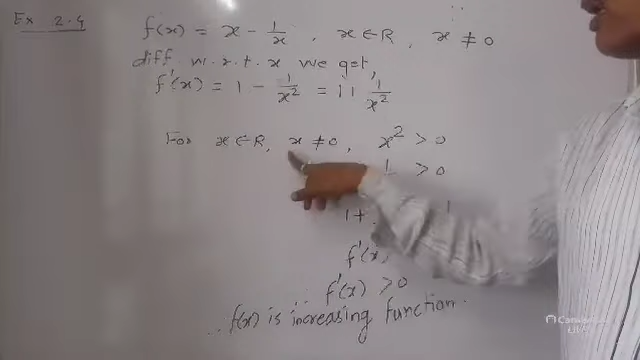 Ex 2.4
f(x) = x - 1/x , x ∈ R , x ≠ 0
diff w.r.t. x we get,
f'(x) = 1 - 1/x² = 1+ 1/x²
For x ∈ R, x ≠ 0, x² > 0
> 0
1+
f'(x)
∴ f'(x) > 0
∴ f(x) is increasing function.